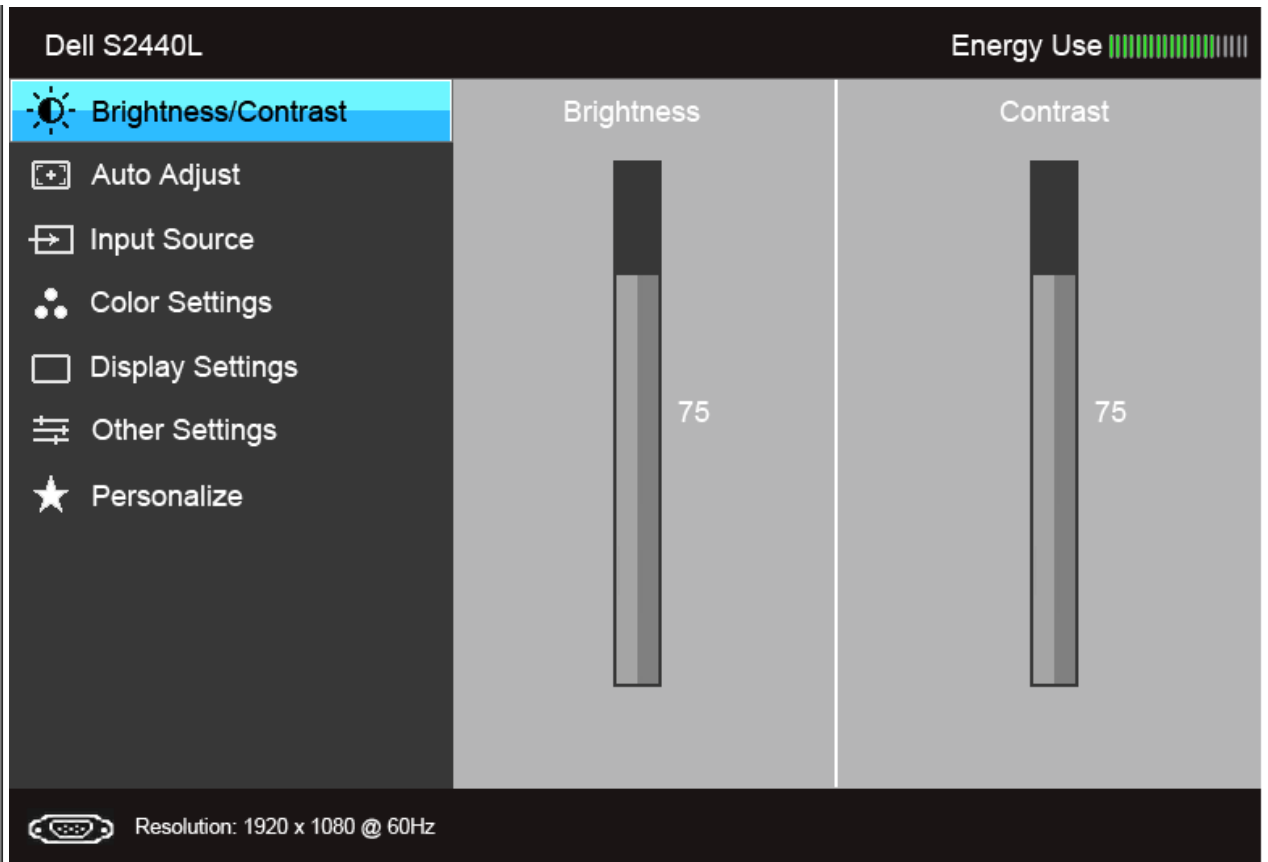 Dell S2440L
Energy Use
Brightness/Contrast
Brightness
Contrast
Auto Adjust
Input Source
Color Settings
Display Settings
75
75
Other Settings
Personalize
Resolution: 1920 x 1080 @ 60Hz